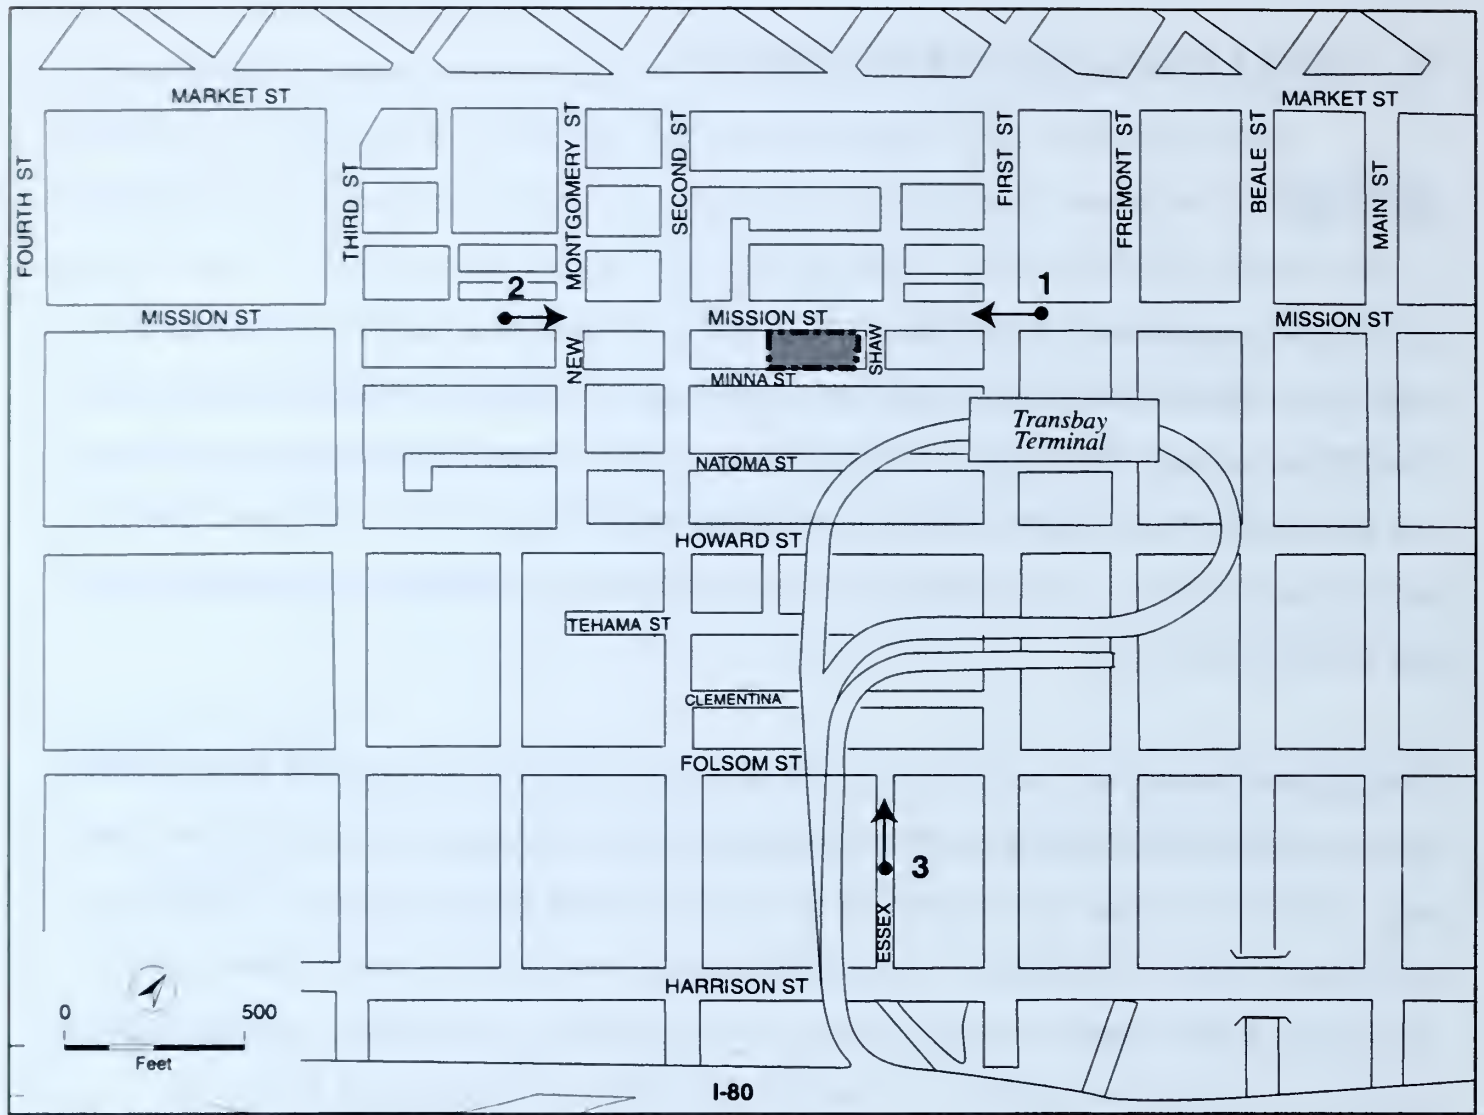 MARKET ST
MARKET ST
FOURTH ST
THIRD ST
MONTGOMERY ST
SECOND ST
FIRST ST
FREMONT ST
BEALE ST
MAIN ST
2
1
MISSION ST
MISSION ST
MISSION ST
NEW
SHAW
MINNA ST
Transbay
Terminal
NATOMA ST
HOWARD ST
TEHAMA ST
CLEMENTINA
FOLSOM ST
3
ESSEX
HARRISON ST
0 500
Feet
I-80